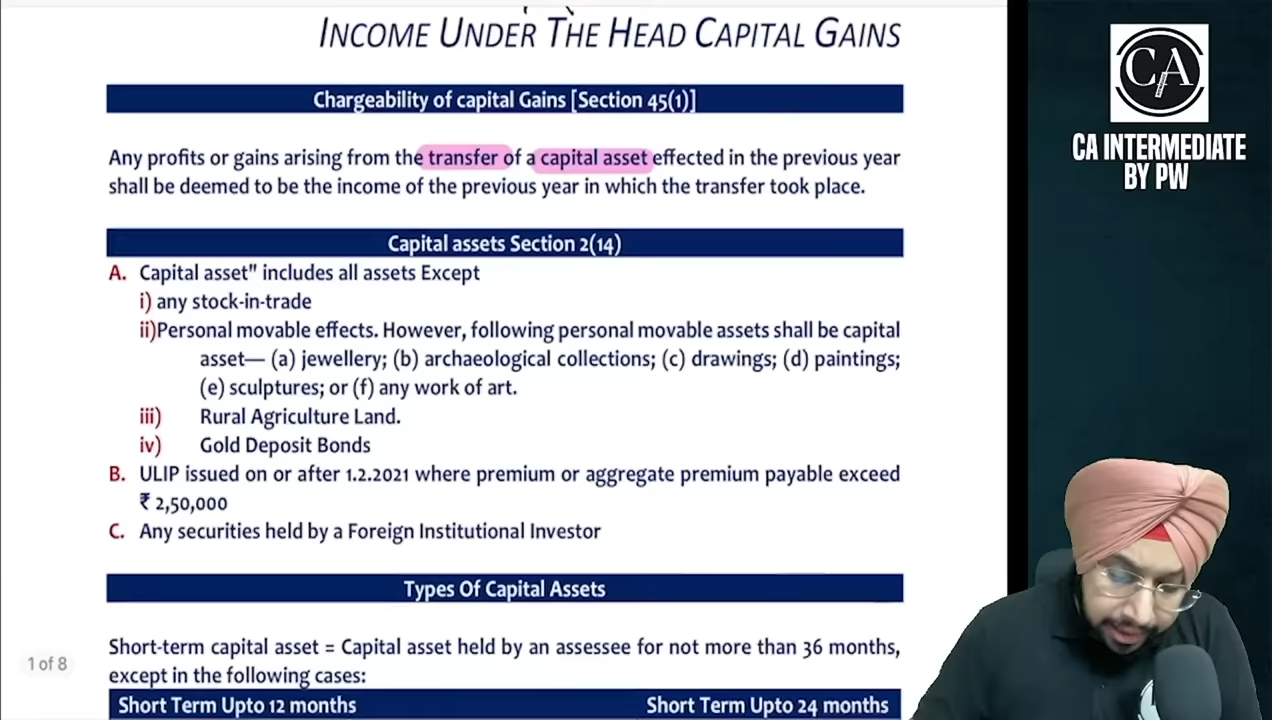 INCOME UNDER THE HEAD CAPITAL GAINS
Chargeability of capital Gains [Section 45(1)]
Any profits or gains arising from the transfer of a capital asset effected in the previous year
shall be deemed to be the income of the previous year in which the transfer took place.
Capital assets Section 2(14)
A. Capital asset" includes all assets Except
i) any stock-in-trade
ii)Personal movable effects. However, following personal movable assets shall be capital
asset— (a) jewellery; (b) archaeological collections; (c) drawings; (d) paintings;
(e) sculptures; or (f) any work of art.
iii) Rural Agriculture Land.
iv) Gold Deposit Bonds
B. ULIP issued on or after 1.2.2021 where premium or aggregate premium payable exceed
₹ 2,50,000
C. Any securities held by a Foreign Institutional Investor
Types Of Capital Assets
Short-term capital asset = Capital asset held by an assessee for not more than 36 months,
except in the following cases:
Short Term Upto 12 months Short Term Upto 24 months
1 of 8
CA
CA INTERMEDIATE
BY PW